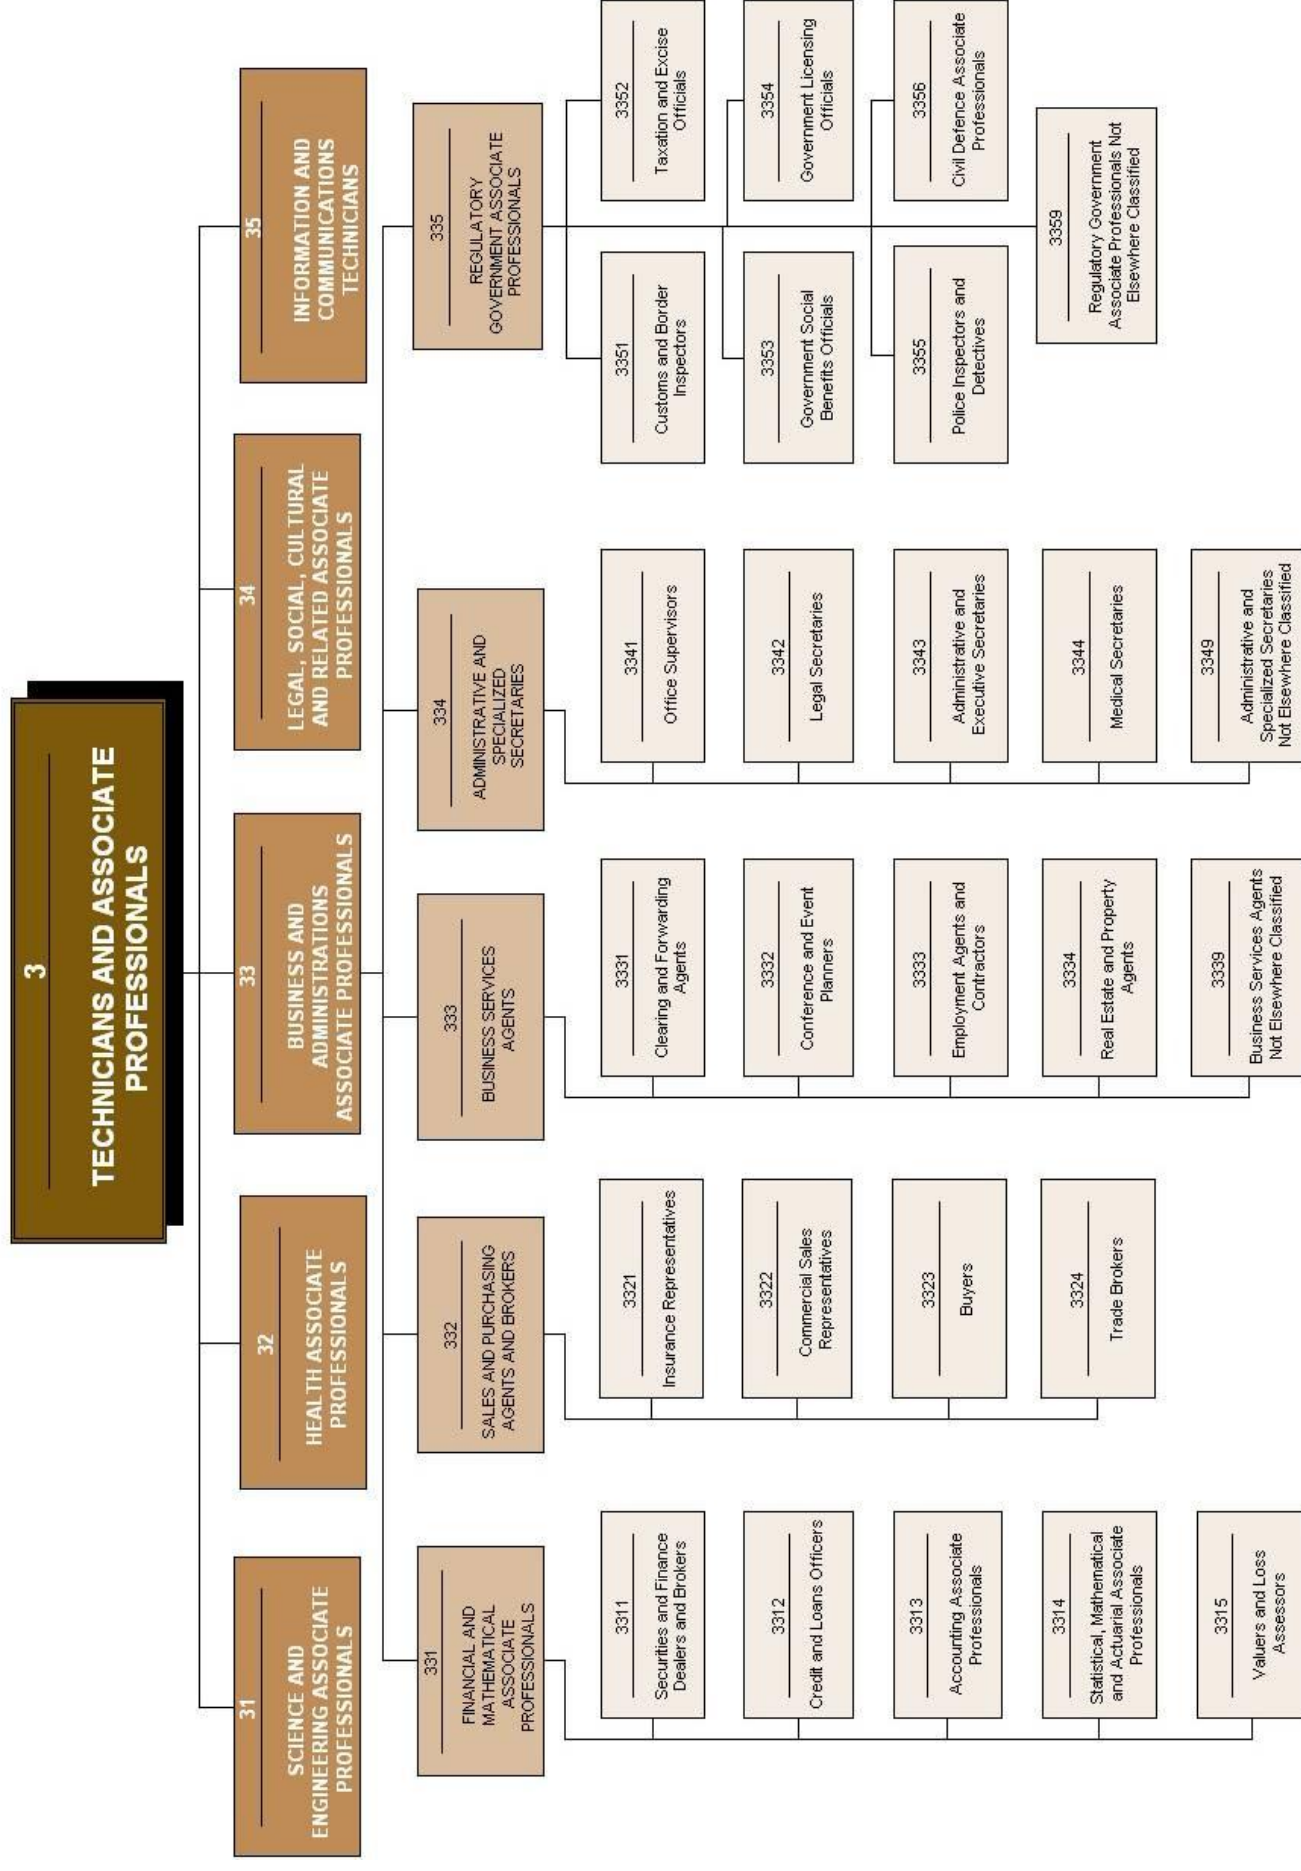 3
TECHNICIANS AND ASSOCIATE
PROFESSIONALS
31
SCIENCE AND
ENGINEERING ASSOCIATE
PROFESSIONALS
32
HEALTH ASSOCIATE
PROFESSIONALS
33
BUSINESS AND
ADMINISTRATIONS
ASSOCIATE PROFESSIONALS
34
LEGAL, SOCIAL, CULTURAL
AND RELATED ASSOCIATE
PROFESSIONALS
35
INFORMATION AND
COMMUNICATIONS
TECHNICIANS
331
FINANCIAL AND
MATHEMATICAL
ASSOCIATE
PROFESSIONALS
332
SALES AND PURCHASING
AGENTS AND BROKERS
333
BUSINESS SERVICES
AGENTS
334
ADMINISTRATIVE AND
SPECIALIZED
SECRETARIES
335
REGULATORY
GOVERNMENT ASSOCIATE
PROFESSIONALS
3311
Securities and Finance
Dealers and Brokers
3312
Credit and Loans Officers
3313
Accounting Associate
Professionals
3314
Statistical, Mathematical
and Actuarial Associate
Professionals
3315
Valuers and Loss
Assessors
3321
Insurance Representatives
3322
Commercial Sales
Representatives
3323
Buyers
3324
Trade Brokers
3331
Clearing and Forwarding
Agents
3332
Conference and Event
Planners
3333
Employment Agents and
Contractors
3334
Real Estate and Property
Agents
3339
Business Services Agents
Not Elsewhere Classified
3341
Office Supervisors
3342
Legal Secretaries
3343
Administrative and
Executive Secretaries
3344
Medical Secretaries
3349
Administrative and
Specialized Secretaries
Not Elsewhere Classified
3351
Customs and Border
Inspectors
3352
Taxation and Excise
Officials
3353
Government Social
Benefits Officials
3354
Government Licensing
Officials
3355
Police Inspectors and
Detectives
3356
Civil Defence Associate
Professionals
3359
Regulatory Government
Associate Professionals Not
Elsewhere Classified